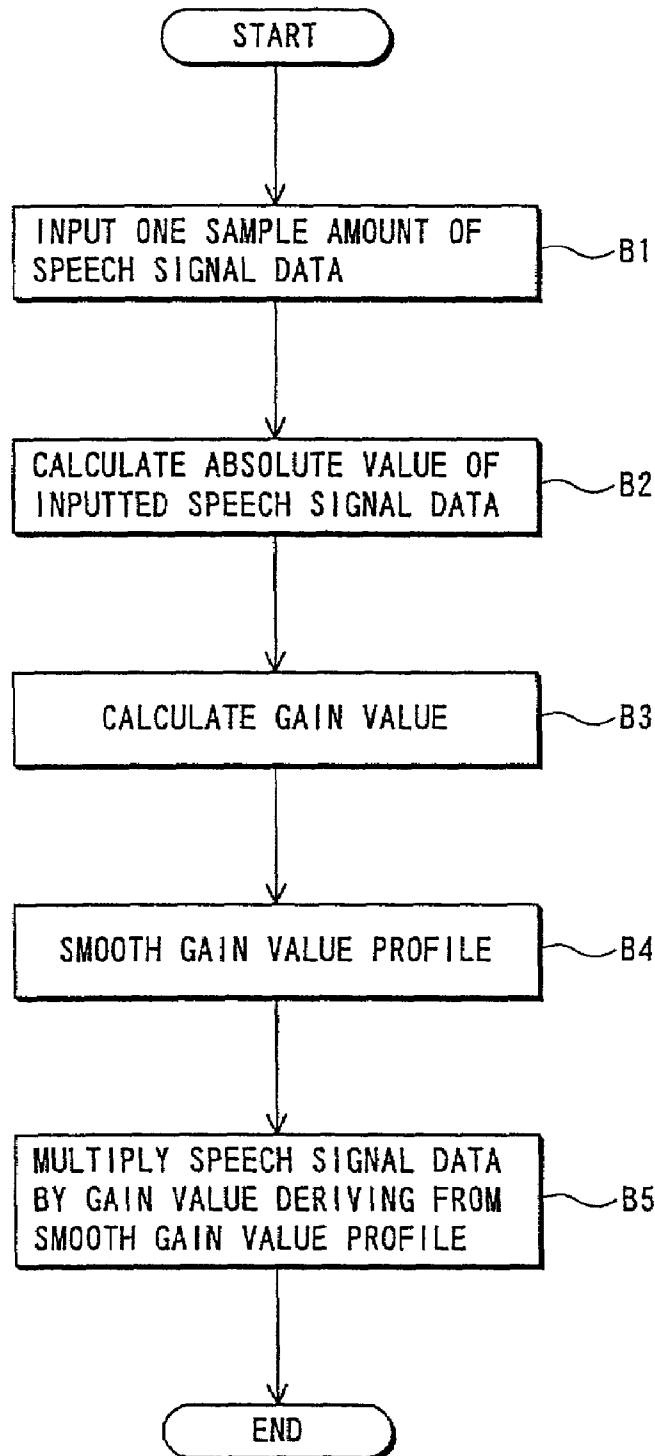 START
INPUT ONE SAMPLE AMOUNT OF
SPEECH SIGNAL DATA
B1
CALCULATE ABSOLUTE VALUE OF
INPUTTED SPEECH SIGNAL DATA
B2
CALCULATE GAIN VALUE
B3
SMOOTH GAIN VALUE PROFILE
B4
MULTIPLY SPEECH SIGNAL DATA
BY GAIN VALUE DERIVING FROM
SMOOTH GAIN VALUE PROFILE
B5
END